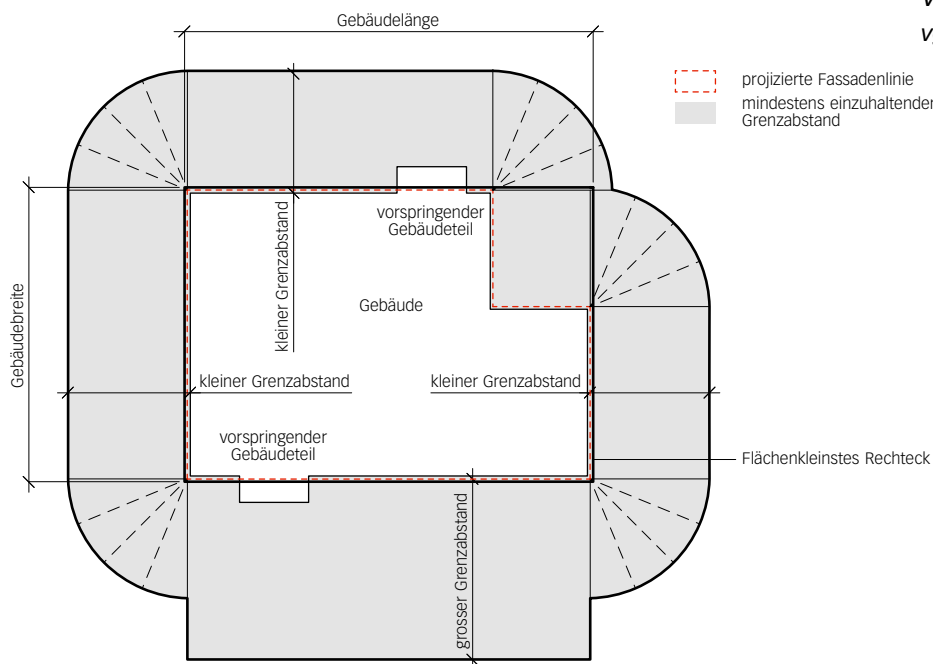 Gebäudelänge
projizierte Fassadenlinie
mindestens einzuhaltender
Grenzabstand
vorspringender
Gebäudeteil
kleiner Grenzabstand
Gebäude
Gebäudebreite
kleiner Grenzabstand
kleiner Grenzabstand
vorspringender
Gebäudeteil
Flächenkleinstes Rechteck
grosser Grenzabstand